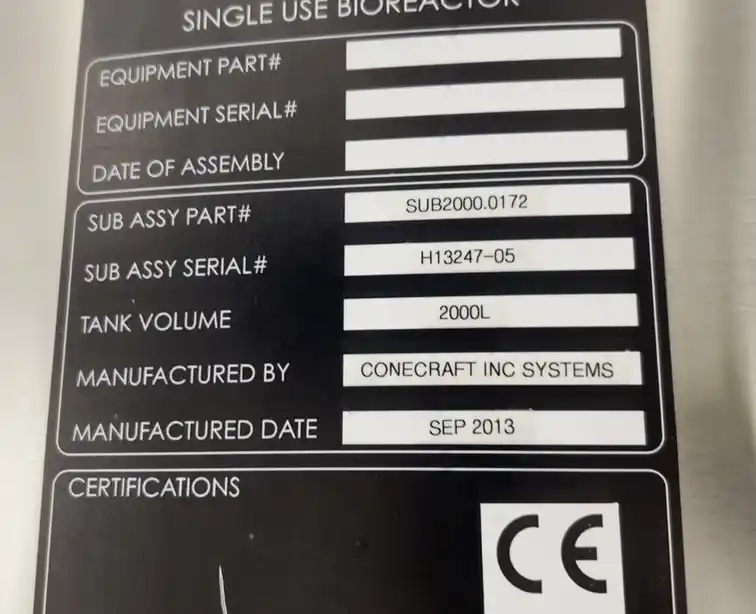 SINGLE USE BIOREACTOR
EQUIPMENT PART#
EQUIPMENT SERIAL#
DATE OF ASSEMBLY
SUB ASSY PART# SUB2000.0172
SUB ASSY SERIAL# H13247-05
TANK VOLUME 2000L
MANUFACTURED BY CONECRAFT INC SYSTEMS
MANUFACTURED DATE SEP 2013
CERTIFICATIONS
CE